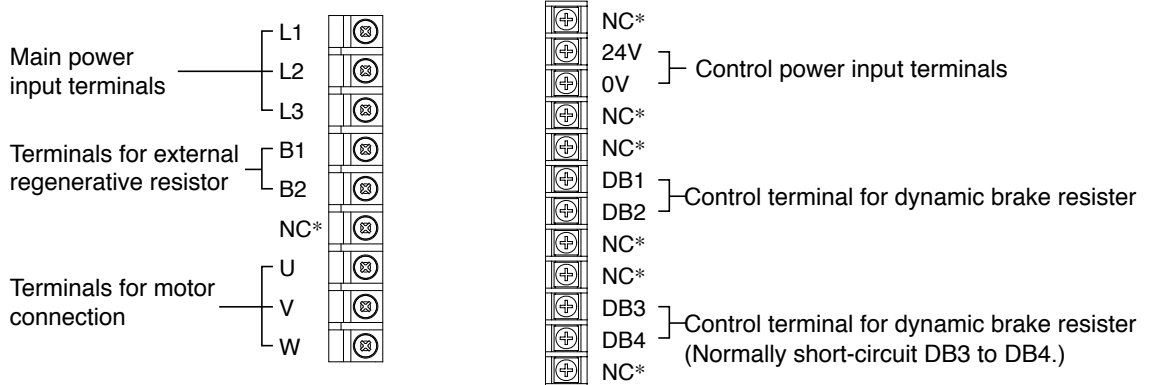 Main power
input terminals
L1
L2
L3
Terminals for external
regenerative resistor
B1
B2
NC*
Terminals for motor
connection
U
V
W
NC*
24V
0V
Control power input terminals
NC*
NC*
DB1
DB2
Control terminal for dynamic brake resister
NC*
NC*
DB3
DB4
Control terminal for dynamic brake resister
(Normally short-circuit DB3 to DB4.)
NC*